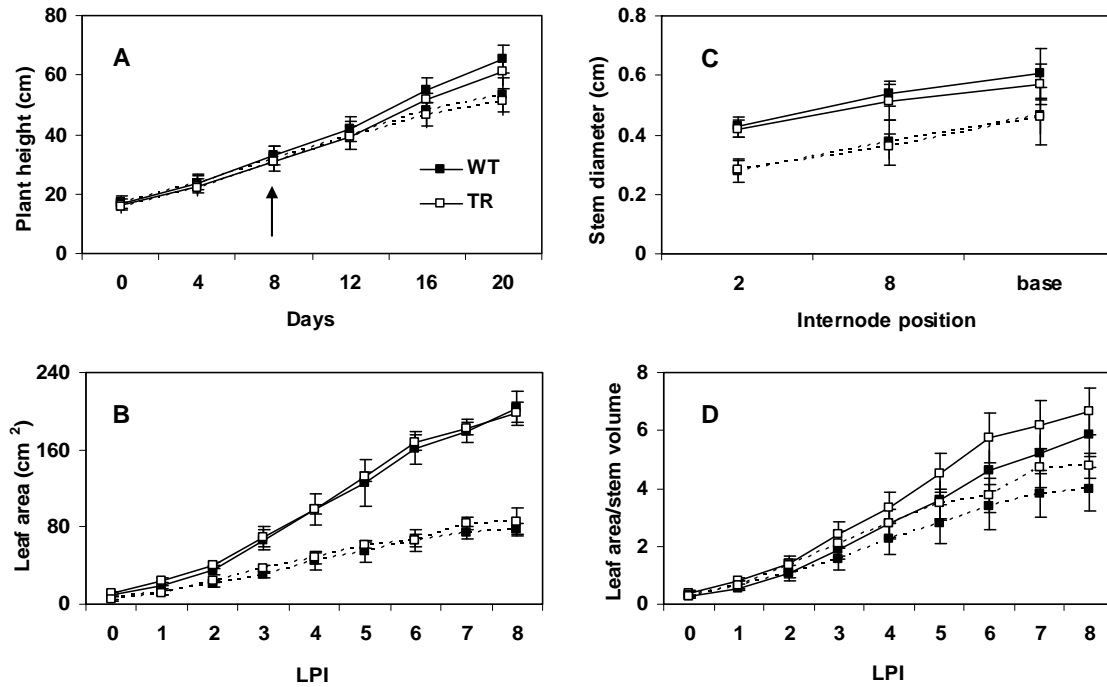 A
Plant height (cm)
80
60
40
20
0
0 4 8 12 16 20
Days
WT
TR
C
Stem diameter (cm)
0.8
0.6
0.4
0.2
0
2 8 base
Internode position
B
Leaf area (cm ²)
240
160
80
0
0 1 2 3 4 5 6 7 8
LPI
D
Leaf area/stem volume
8
6
4
2
0
0 1 2 3 4 5 6 7 8
LPI